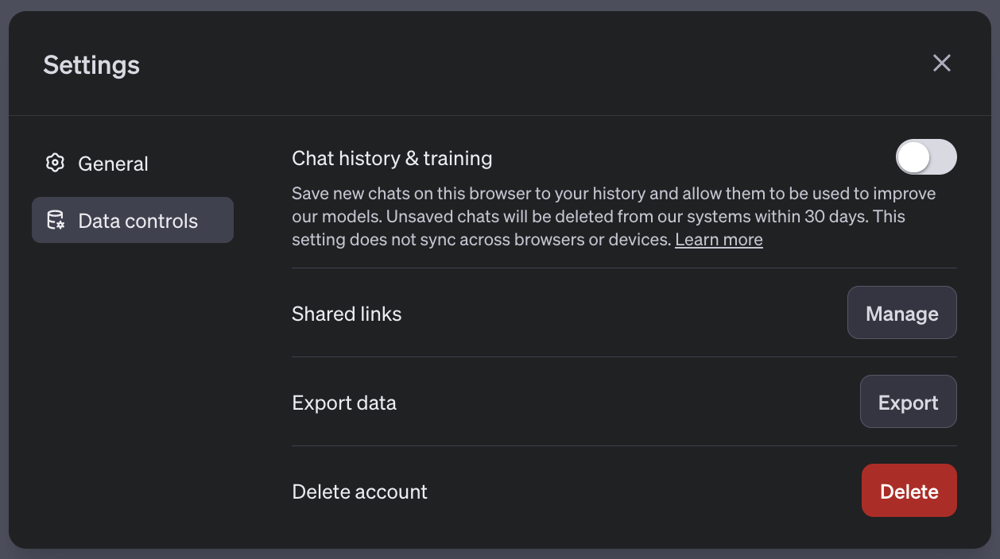 Settings
General
Data controls
Chat history & training
Save new chats on this browser to your history and allow them to be used to improve
our models. Unsaved chats will be deleted from our systems within 30 days. This
setting does not sync across browsers or devices. Learn more
Shared links
Manage
Export data
Export
Delete account
Delete